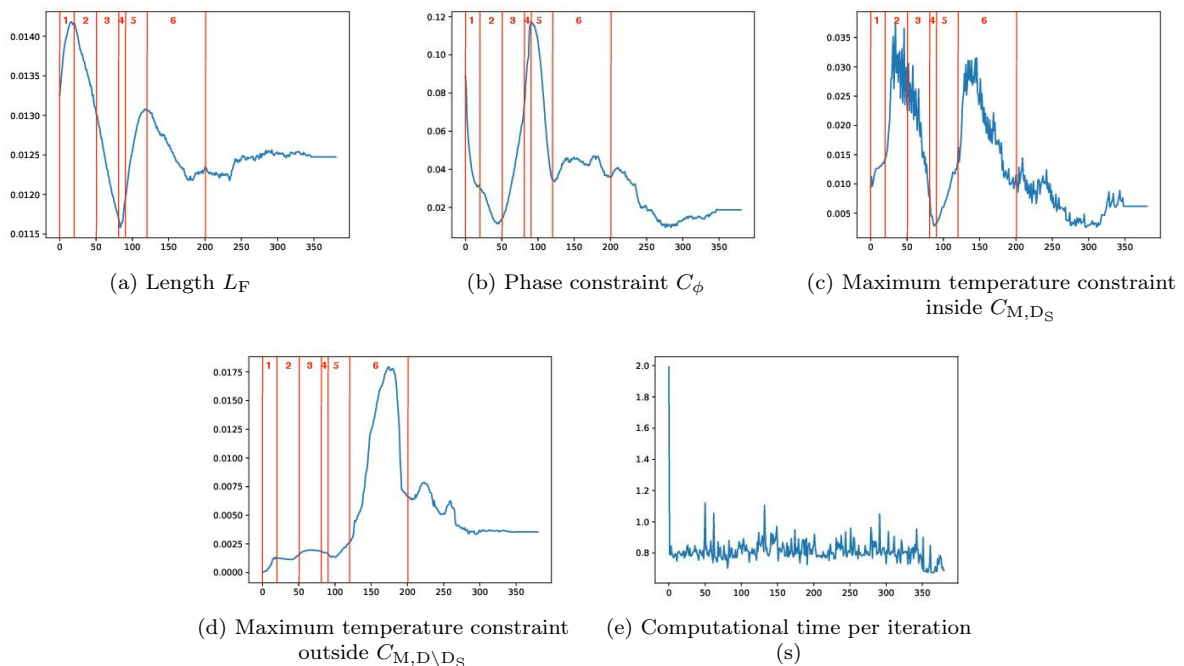 1 2 3 4 5 6
0.0140
0.0135
0.0130
0.0125
0.0120
0.0115
0 50 100 150 200 250 300 350
(a) Length L_F
1 2 3 4 5 6
0.12
0.10
0.08
0.06
0.04
0.02
0 50 100 150 200 250 300 350
(b) Phase constraint C_ϕ
1 2 3 4 5 6
0.035
0.030
0.025
0.020
0.015
0.010
0.005
0 50 100 150 200 250 300 350
(c) Maximum temperature constraint
inside C_{M,D_S}
1 2 3 4 5 6
0.0175
0.0150
0.0125
0.0100
0.0075
0.0050
0.0025
0.0000
0 50 100 150 200 250 300 350
(d) Maximum temperature constraint
outside C_{M,D\D_S}
2.0
1.8
1.6
1.4
1.2
1.0
0.8
0 50 100 150 200 250 300 350
(e) Computational time per iteration
(s)